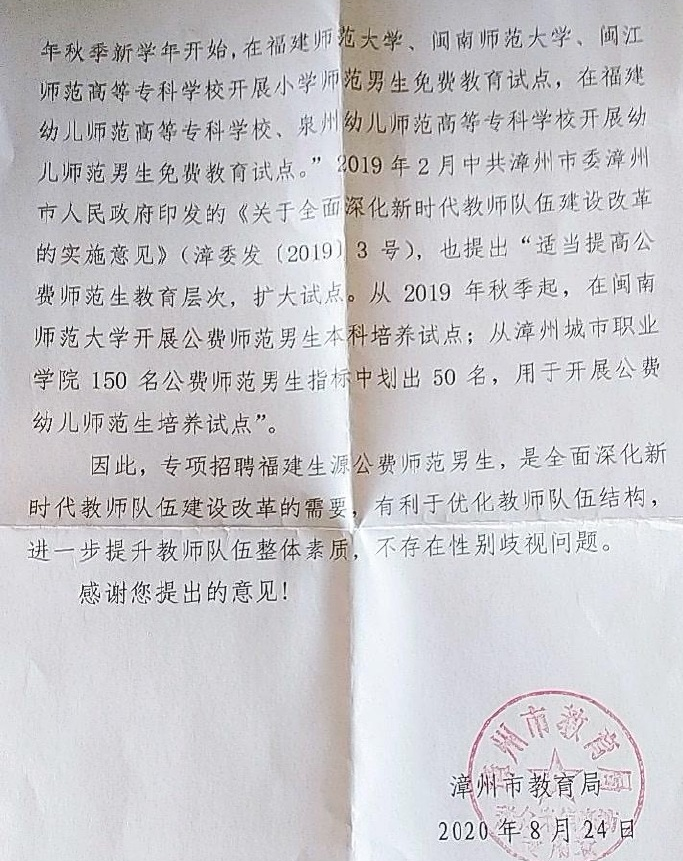 年秋季新学年开始,在福建师范大学、闽南师范大学、闽江
师范高等专科学校开展小学师范男生免费教育试点，在福建
幼儿师范高等专科学校、泉州幼儿师范高等专科学校开展幼
儿师范男生免费教育试点。”2019年2月中共漳州市委漳州
市人民政府印发的《关于全面深化新时代教师队伍建设改革
的实施意见》（漳委发〔2019〕3号），也提出“适当提高公
费师范生教育层次，扩大试点。从2019年秋季起，在闽南
师范大学开展公费师范男生本科培养试点；从漳州城市职业
学院150名公费师范男生指标中划出50名，用于开展公费
幼儿师范生培养试点”。
因此，专项招聘福建生源公费师范男生，是全面深化新
时代教师队伍建设改革的需要，有利于优化教师队伍结构，
进一步提升教师队伍整体素质，不存在性别歧视问题。
感谢您提出的意见!
漳州市教育局
漳州市教育局
2020年8月24日